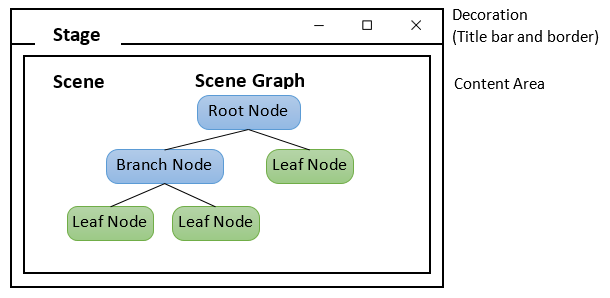 Stage
Decoration
(Title bar and border)
Scene
Scene Graph
Content Area
Root Node
Branch Node
Leaf Node
Leaf Node
Leaf Node